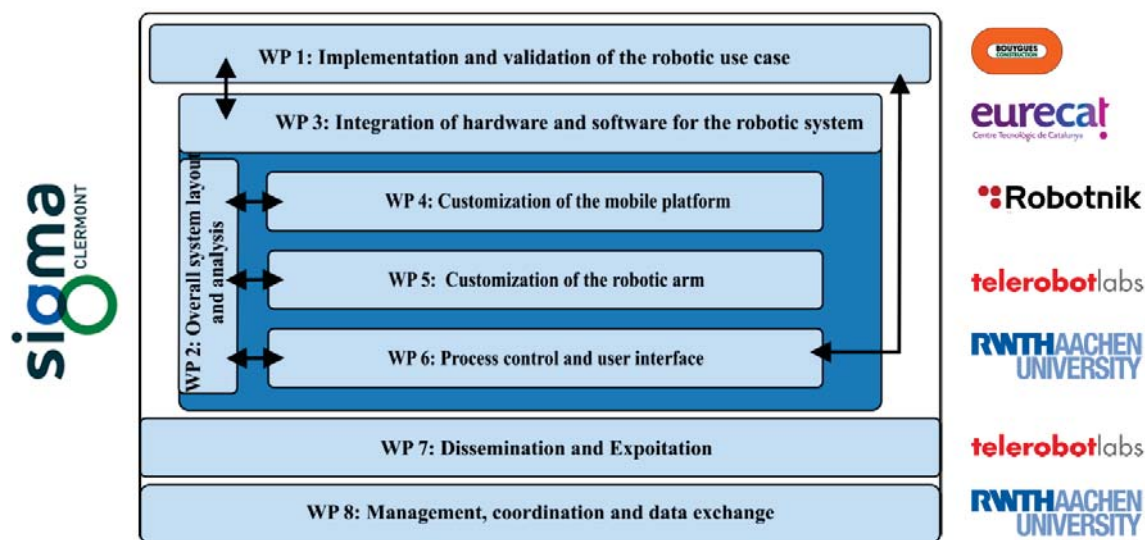 WP 1: Implementation and validation of the robotic use case
BOUYGUES
CONSTRUCTION
WP 3: Integration of hardware and software for the robotic system
eurecat
Centre Tecnològic de Catalunya
sigma
CLERMONT
WP 2: Overall system layout
and analysis
WP 4: Customization of the mobile platform
Robotnik
WP 5: Customization of the robotic arm
telerobotlabs
WP 6: Process control and user interface
RWTHAACHEN
UNIVERSITY
WP 7: Dissemination and Expoitation
telerobotlabs
WP 8: Management, coordination and data exchange
RWTHAACHEN
UNIVERSITY